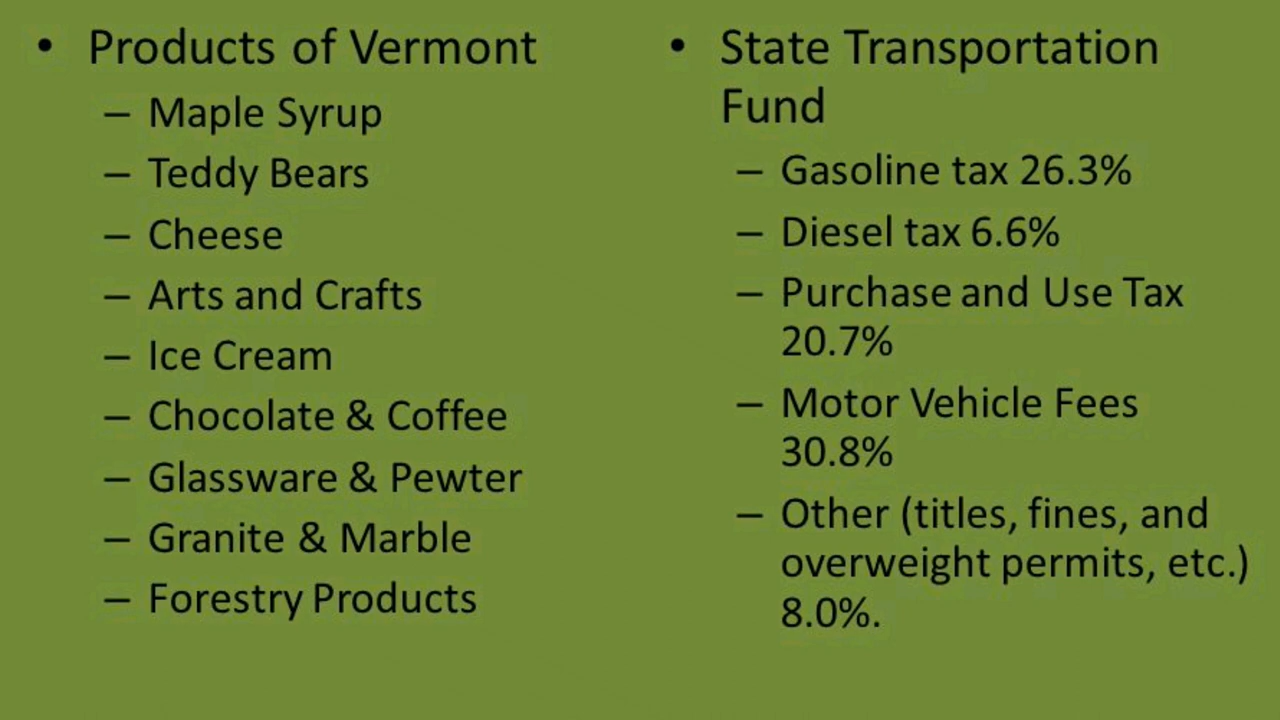 • Products of Vermont
– Maple Syrup
– Teddy Bears
– Cheese
– Arts and Crafts
– Ice Cream
– Chocolate & Coffee
– Glassware & Pewter
– Granite & Marble
– Forestry Products
• State Transportation
Fund
– Gasoline tax 26.3%
– Diesel tax 6.6%
– Purchase and Use Tax
20.7%
– Motor Vehicle Fees
30.8%
– Other (titles, fines, and
overweight permits, etc.)
8.0%.